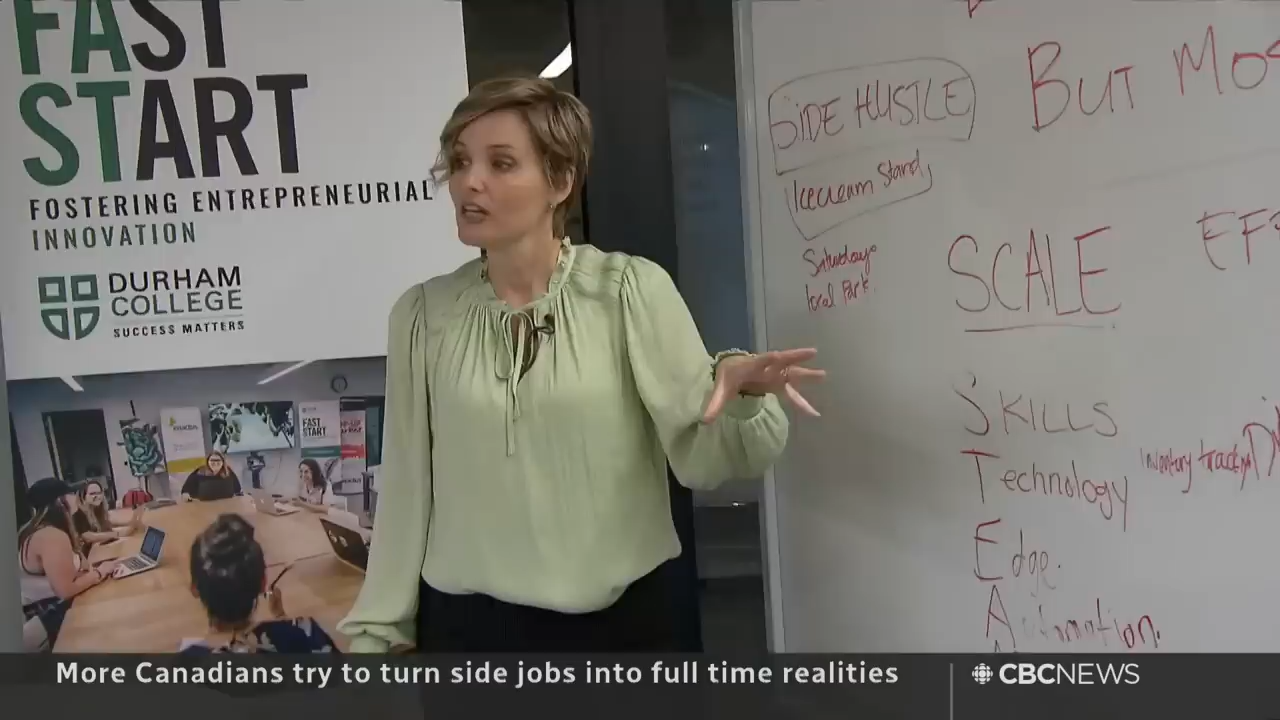 FAST
START
FOSTERING ENTREPRENEURIAL
INNOVATION
DURHAM
COLLEGE
SUCCESS MATTERS
FAST
START
SIDE HUSTLE
Icecream Stand
Saturdays
local Park
BUT MOS
SCALE
EFF
SKILLS
Technology
Inventory tracking
Edge.
Automation.
More Canadians try to turn side jobs into full time realities
CBCNEWS